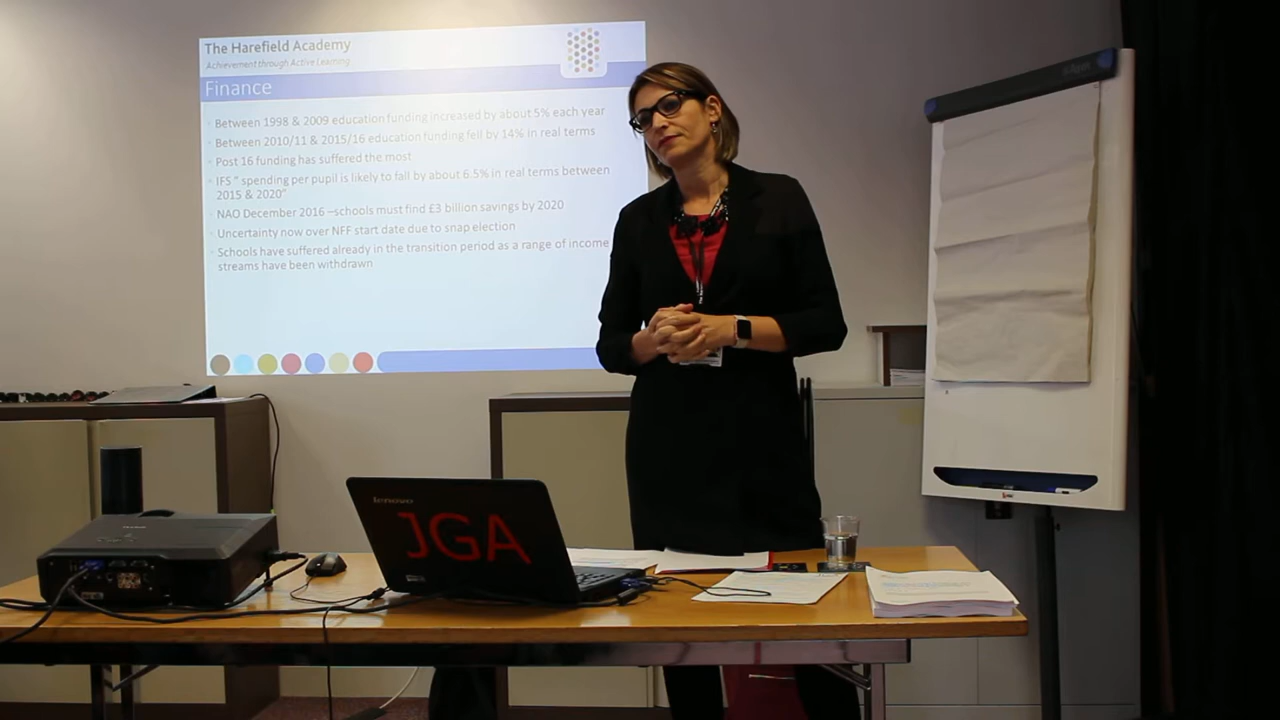 The Harefield Academy
Achievement through Active Learning
Finance
Between 1998 & 2009 education funding increased by about 5% each year
Between 2010/11 & 2015/16 education funding fell by 14% in real terms
Post 16 funding has suffered the most
IFS " spending per pupil is likely to fall by about 6.5% in real terms between
2015 & 2020"
NAO December 2016 –schools must find £3 billion savings by 2020
Uncertainty now over NFF start date due to snap election
Schools have suffered already in the transition period as a range of income
streams have been withdrawn
lenovo
JGA